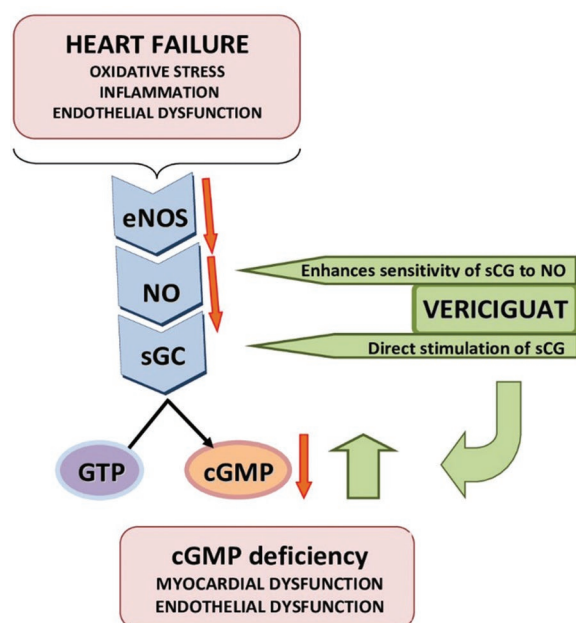 HEART FAILURE
OXIDATIVE STRESS
INFLAMMATION
ENDOTHELIAL DYSFUNCTION
eNOS
NO
sGC
Enhances sensitivity of sCG to NO
VERICIGUAT
Direct stimulation of sCG
GTP
cGMP
cGMP deficiency
MYOCARDIAL DYSFUNCTION
ENDOTHELIAL DYSFUNCTION